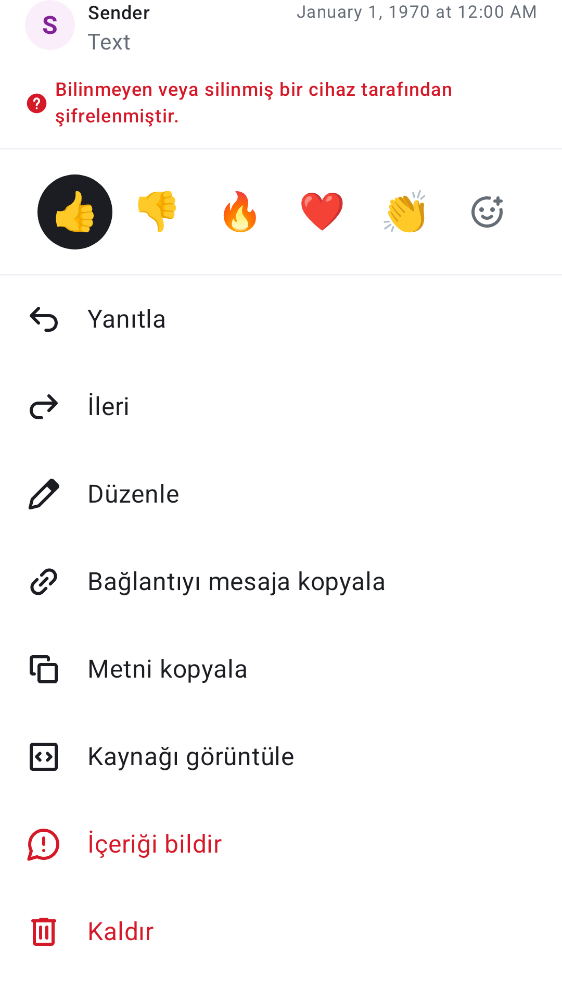 S
Sender
January 1, 1970 at 12:00 AM
Text
Bilinmeyen veya silinmiş bir cihaz tarafından
şifrelenmiştir.
Yanıtla
İleri
Düzenle
Bağlantıyı mesaja kopyala
Metni kopyala
Kaynağı görüntüle
İçeriği bildir
Kaldır